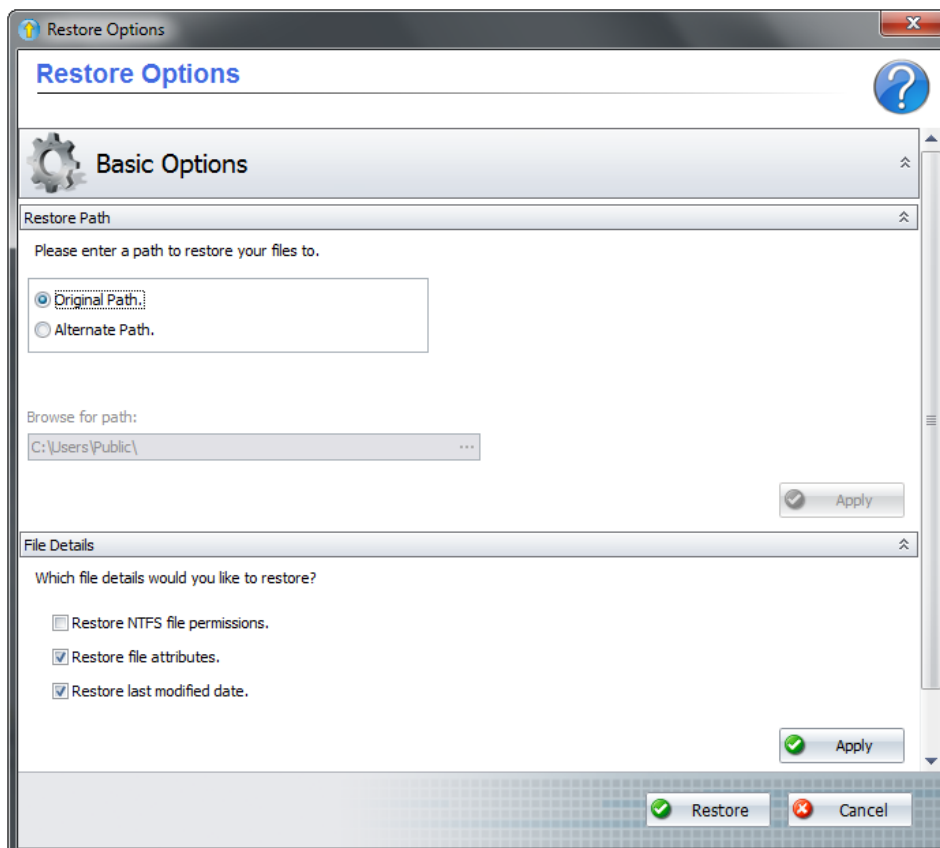 Restore Options
Restore Options
Basic Options
Restore Path
Please enter a path to restore your files to.
Original Path.
Alternate Path.
Browse for path:
C:\Users\Public\ ...
Apply
File Details
Which file details would you like to restore?
Restore NTFS file permissions.
Restore file attributes.
Restore last modified date.
Apply
Restore Cancel